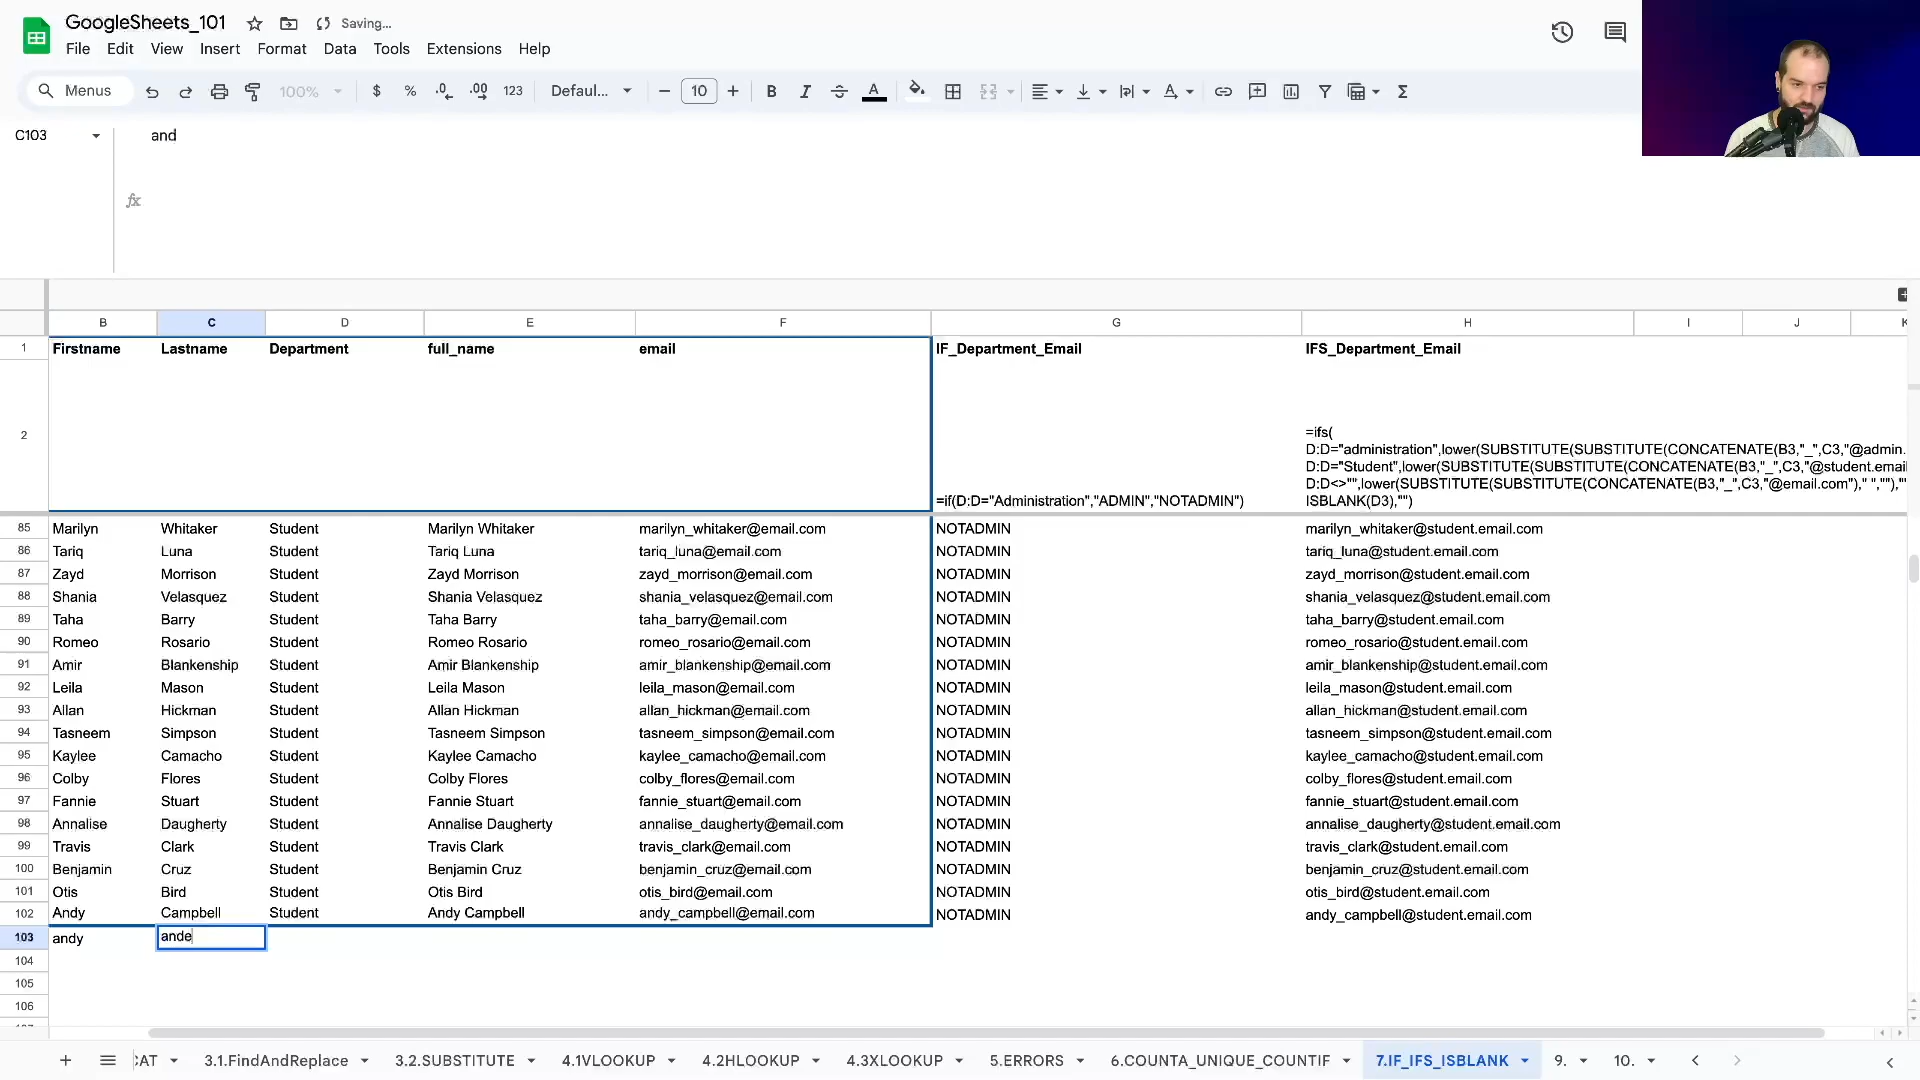 GoogleSheets_101 Saving...
File Edit View Insert Format Data Tools Extensions Help
Menus 100% $ % .0 .00 123 Defaul... 10 B I A
C103 and
fx
B C D E F G H I J K
1 Firstname Lastname Department full_name email IF_Department_Email IFS_Department_Email
=ifs(
D:D="administration",lower(SUBSTITUTE(SUBSTITUTE(CONCATENATE(B3,"_",C3,"@admin.
2 D:D="Student",lower(SUBSTITUTE(SUBSTITUTE(CONCATENATE(B3,"_",C3,"@student.emai
D:D<>"",lower(SUBSTITUTE(SUBSTITUTE(CONCATENATE(B3,"_",C3,"@email.com")," ",""),"
=if(D:D="Administration","ADMIN","NOTADMIN") ISBLANK(D3),"")
85 Marilyn Whitaker Student Marilyn Whitaker marilyn_whitaker@email.com NOTADMIN marilyn_whitaker@student.email.com
86 Tariq Luna Student Tariq Luna tariq_luna@email.com NOTADMIN tariq_luna@student.email.com
87 Zayd Morrison Student Zayd Morrison zayd_morrison@email.com NOTADMIN zayd_morrison@student.email.com
88 Shania Velasquez Student Shania Velasquez shania_velasquez@email.com NOTADMIN shania_velasquez@student.email.com
89 Taha Barry Student Taha Barry taha_barry@email.com NOTADMIN taha_barry@student.email.com
90 Romeo Rosario Student Romeo Rosario romeo_rosario@email.com NOTADMIN romeo_rosario@student.email.com
91 Amir Blankenship Student Amir Blankenship amir_blankenship@email.com NOTADMIN amir_blankenship@student.email.com
92 Leila Mason Student Leila Mason leila_mason@email.com NOTADMIN leila_mason@student.email.com
93 Allan Hickman Student Allan Hickman allan_hickman@email.com NOTADMIN allan_hickman@student.email.com
94 Tasneem Simpson Student Tasneem Simpson tasneem_simpson@email.com NOTADMIN tasneem_simpson@student.email.com
95 Kaylee Camacho Student Kaylee Camacho kaylee_camacho@email.com NOTADMIN kaylee_camacho@student.email.com
96 Colby Flores Student Colby Flores colby_flores@email.com NOTADMIN colby_flores@student.email.com
97 Fannie Stuart Student Fannie Stuart fannie_stuart@email.com NOTADMIN fannie_stuart@student.email.com
98 Annalise Daugherty Student Annalise Daugherty annalise_daugherty@email.com NOTADMIN annalise_daugherty@student.email.com
99 Travis Clark Student Travis Clark travis_clark@email.com NOTADMIN travis_clark@student.email.com
100 Benjamin Cruz Student Benjamin Cruz benjamin_cruz@email.com NOTADMIN benjamin_cruz@student.email.com
101 Otis Bird Student Otis Bird otis_bird@email.com NOTADMIN otis_bird@student.email.com
102 Andy Campbell Student Andy Campbell andy_campbell@email.com NOTADMIN andy_campbell@student.email.com
103 andy ande
104
105
106
CAT 3.1.FindAndReplace 3.2.SUBSTITUTE 4.1VLOOKUP 4.2HLOOKUP 4.3XLOOKUP 5.ERRORS 6.COUNTA_UNIQUE_COUNTIF 7.IF_IFS_ISBLANK 9. 10.